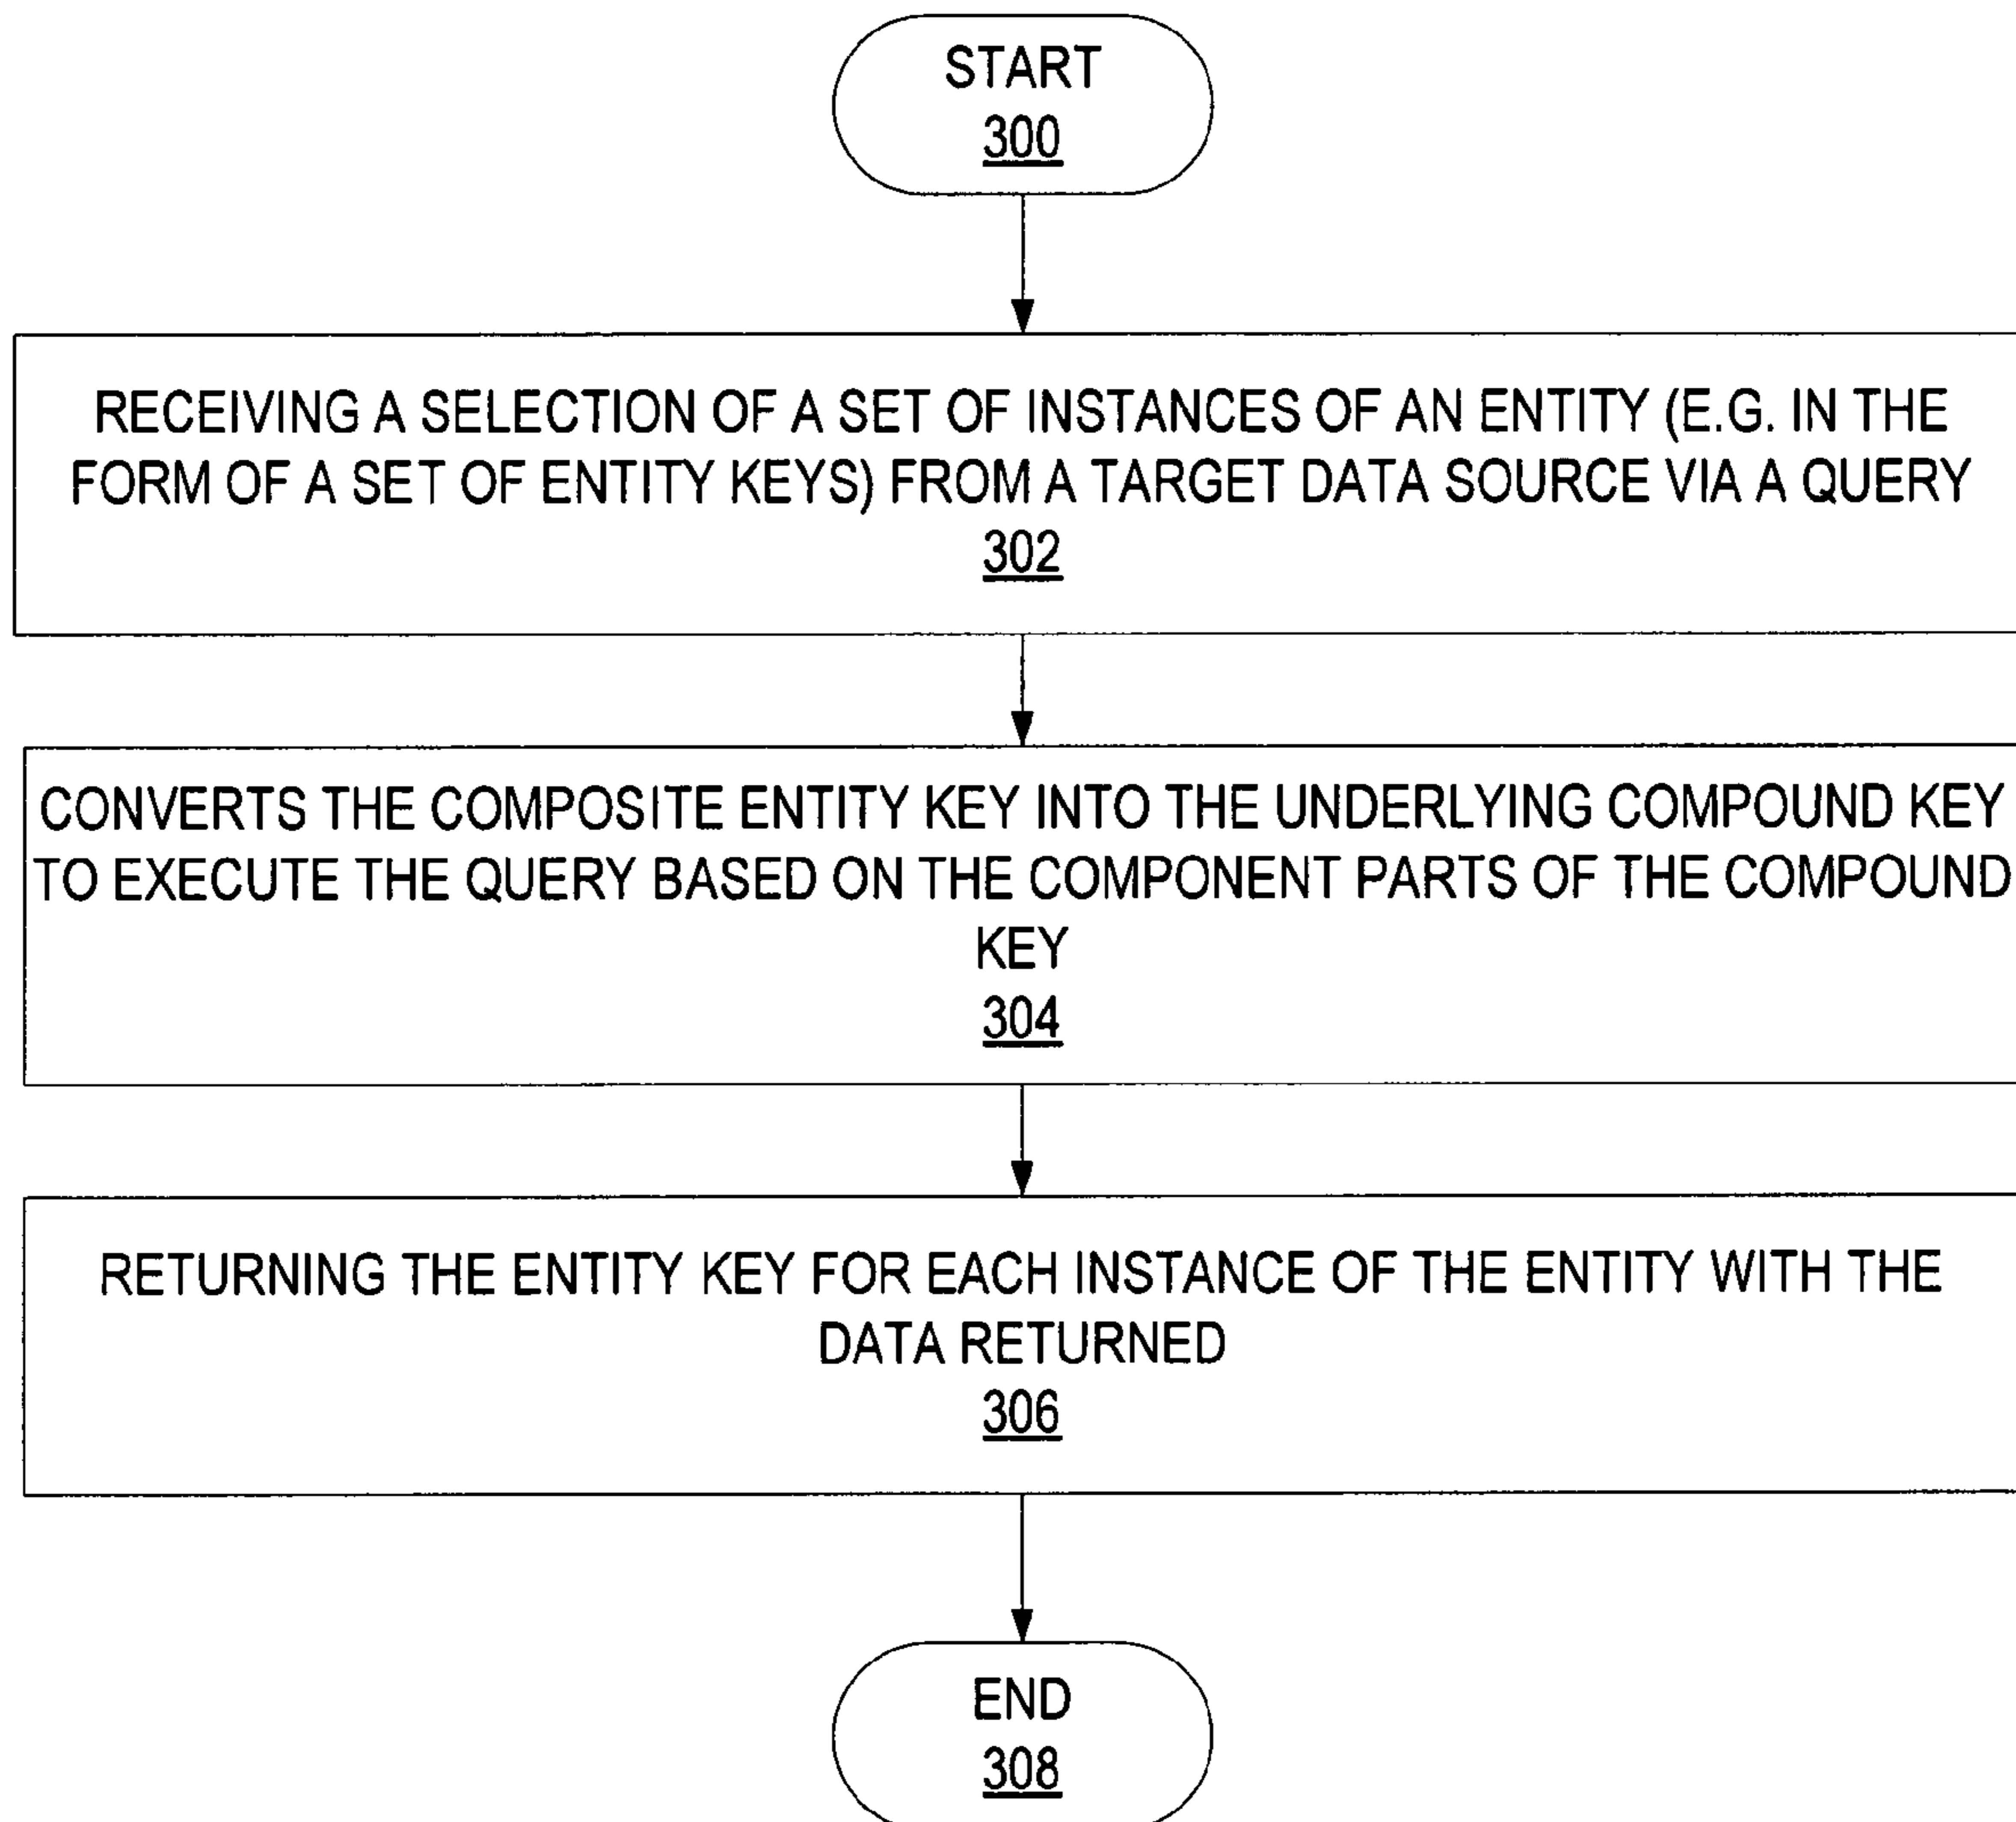 START
300
RECEIVING A SELECTION OF A SET OF INSTANCES OF AN ENTITY (E.G. IN THE
FORM OF A SET OF ENTITY KEYS) FROM A TARGET DATA SOURCE VIA A QUERY
302
CONVERTS THE COMPOSITE ENTITY KEY INTO THE UNDERLYING COMPOUND KEY
TO EXECUTE THE QUERY BASED ON THE COMPONENT PARTS OF THE COMPOUND
KEY
304
RETURNING THE ENTITY KEY FOR EACH INSTANCE OF THE ENTITY WITH THE
DATA RETURNED
306
END
308